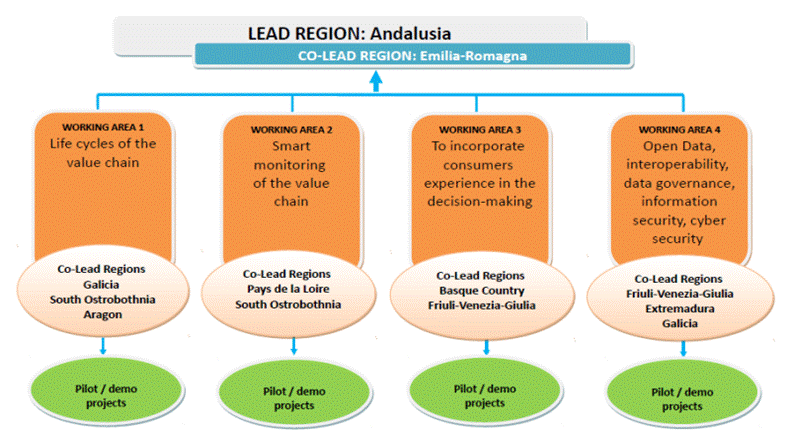 LEAD REGION: Andalusia
CO-LEAD REGION: Emilia-Romagna
WORKING AREA 1
Life cycles of the
value chain
Co-Lead Regions
Galicia
South Ostrobothnia
Aragon
Pilot / demo
projects
WORKING AREA 2
Smart
monitoring
of the value
chain
Co-Lead Regions
Pays de la Loire
South Ostrobothnia
Pilot / demo
projects
WORKING AREA 3
To incorporate
consumers
experience in the
decision-making
Co-Lead Regions
Basque Country
Friuli-Venezia-Giulia
Pilot / demo
projects
WORKING AREA 4
Open Data,
interoperability,
data governance,
information
security, cyber
security
Co-Lead Regions
Friuli-Venezia-Giulia
Extremadura
Galicia
Pilot / demo
projects